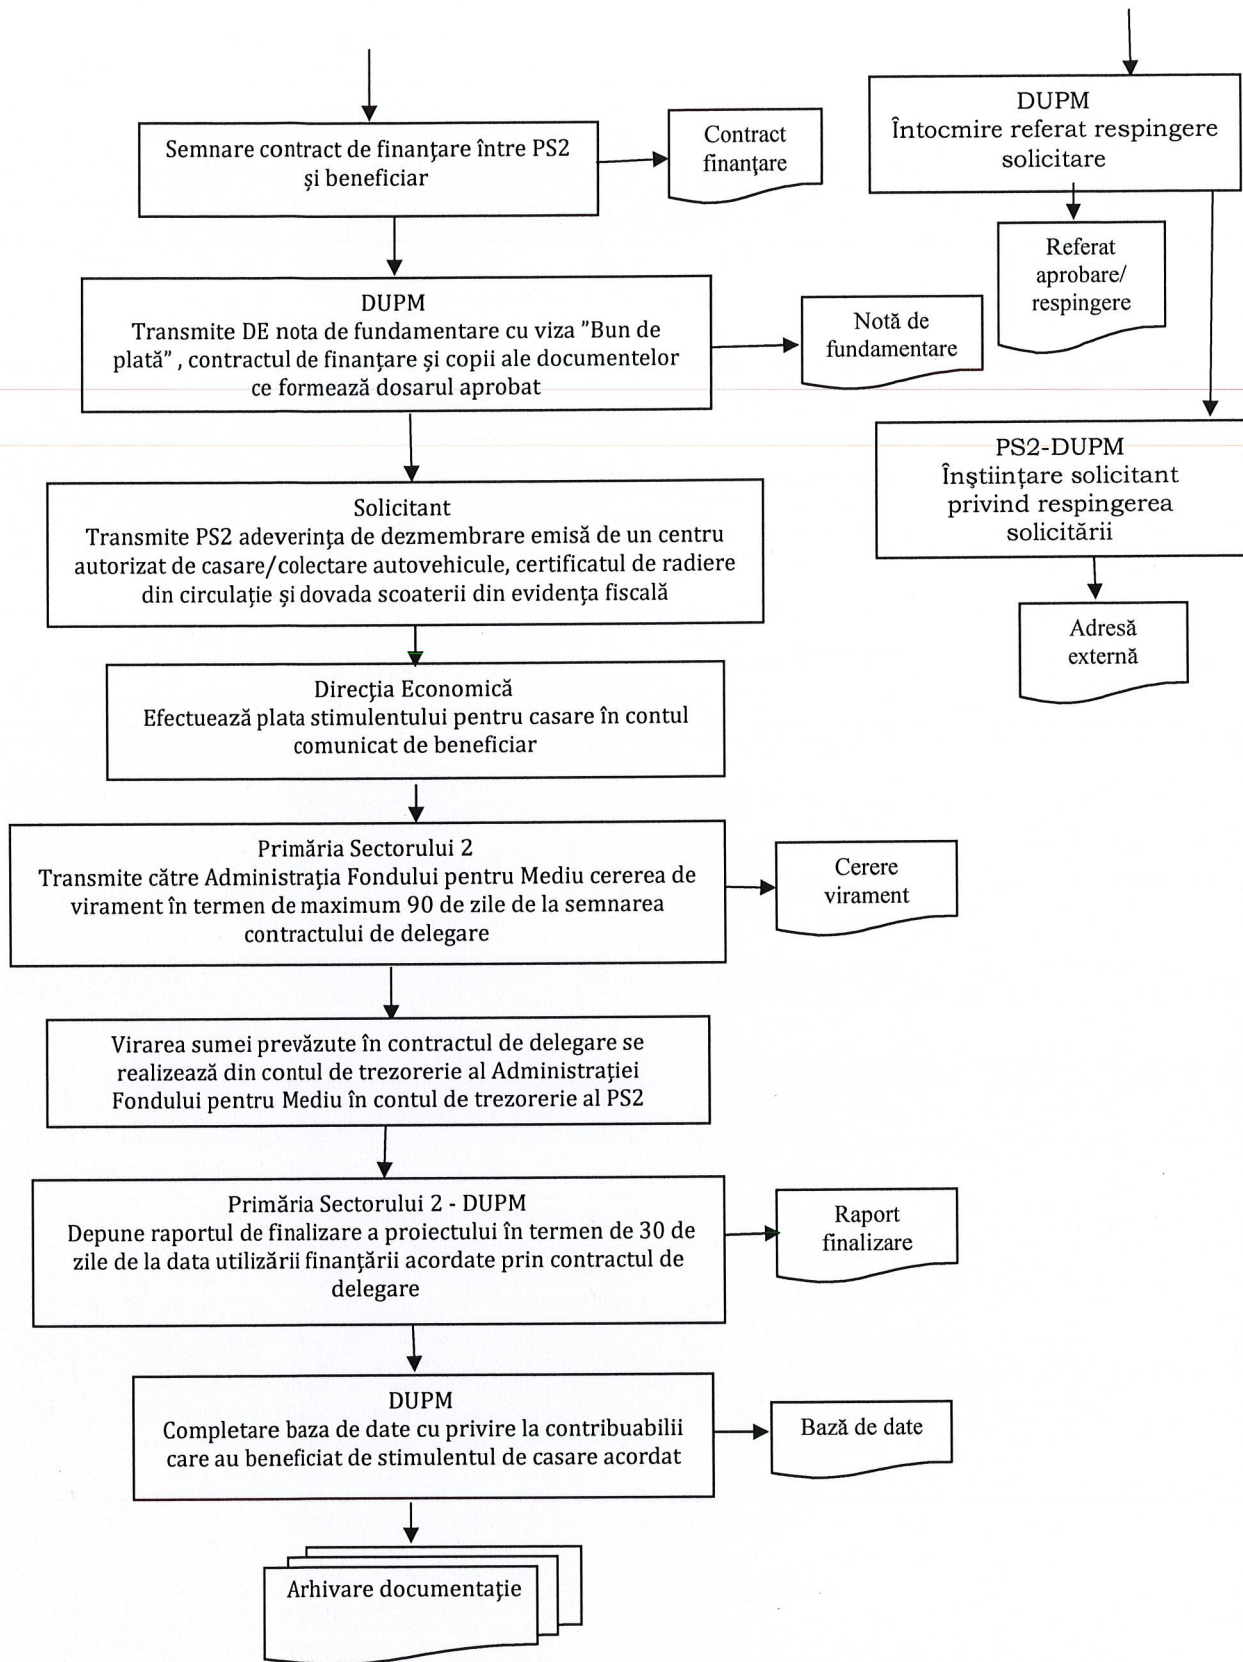 Semnare contract de finanţare între PS2
şi beneficiar
Contract
finanţare
DUPM
Întocmire referat respingere
solicitare
Referat
aprobare/
respingere
DUPM
Transmite DE nota de fundamentare cu viza ”Bun de
plată” , contractul de finanţare şi copii ale documentelor
ce formează dosarul aprobat
Notă de
fundamentare
PS2-DUPM
Înştiinţare solicitant
privind respingerea
solicitării
Adresă
externă
Solicitant
Transmite PS2 adeverinţa de dezmembrare emisă de un centru
autorizat de casare/colectare autovehicule, certificatul de radiere
din circulaţie şi dovada scoaterii din evidenţa fiscală
Direcţia Economică
Efectuează plata stimulentului pentru casare în contul
comunicat de beneficiar
Primăria Sectorului 2
Transmite către Administraţia Fondului pentru Mediu cererea de
virament în termen de maximum 90 de zile de la semnarea
contractului de delegare
Cerere
virament
Virarea sumei prevăzute în contractul de delegare se
realizează din contul de trezorerie al Administraţiei
Fondului pentru Mediu în contul de trezorerie al PS2
Primăria Sectorului 2 - DUPM
Depune raportul de finalizare a proiectului în termen de 30 de
zile de la data utilizării finanţării acordate prin contractul de
delegare
Raport
finalizare
DUPM
Completare baza de date cu privire la contribuabilii
care au beneficiat de stimulentul de casare acordat
Bază de date
Arhivare documentaţie